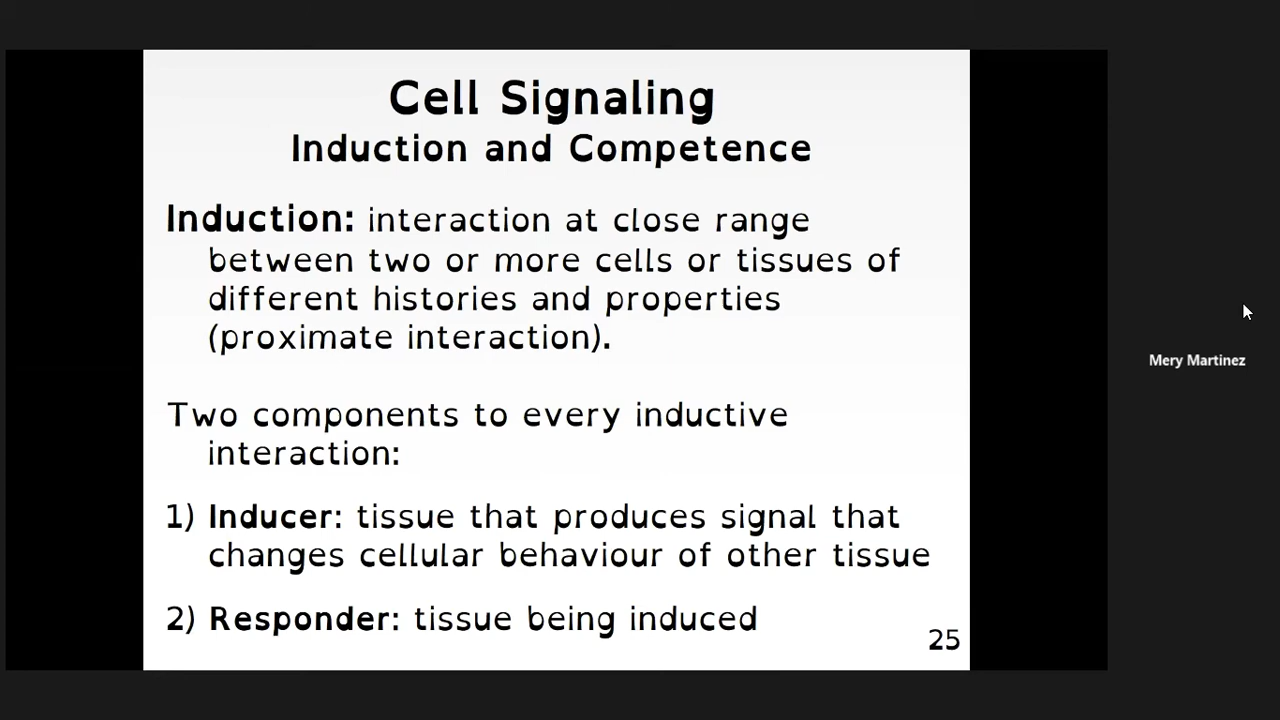 Cell Signaling
Induction and Competence
Induction: interaction at close range
between two or more cells or tissues of
different histories and properties
(proximate interaction).
Two components to every inductive
interaction:
1) Inducer: tissue that produces signal that
changes cellular behaviour of other tissue
2) Responder: tissue being induced
25
Mery Martinez